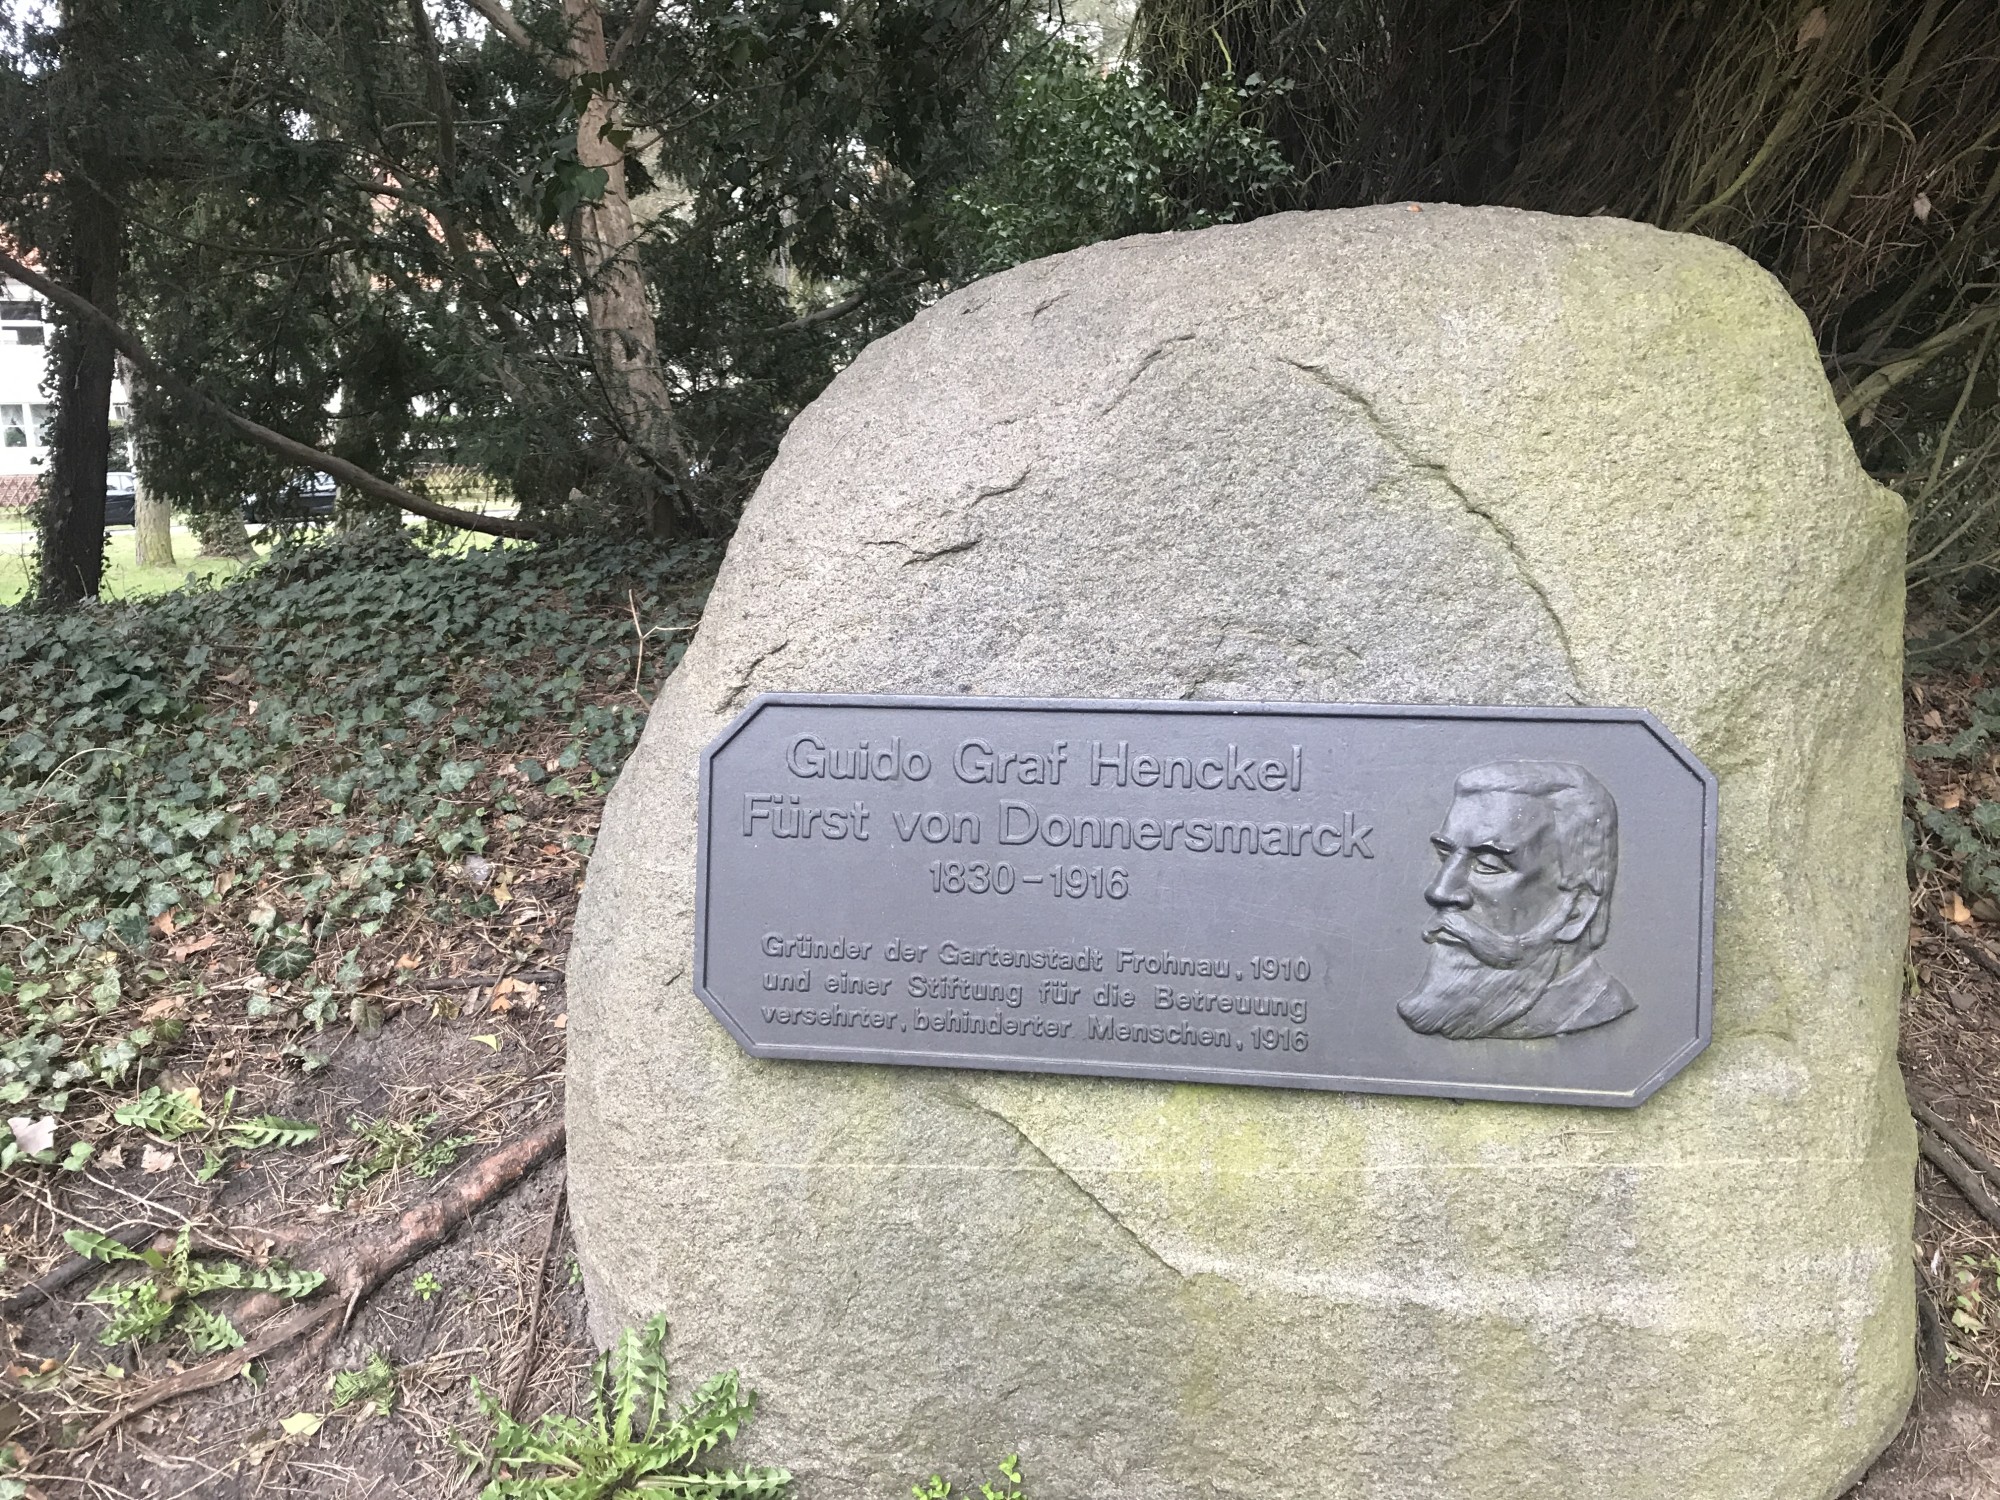 Guido Graf Henckel
Fürst von Donnersmarck
1830-1916
Gründer der Gartenstadt Frohnau, 1910
und einer Stiftung für die Betreuung
versehrter, behinderter Menschen, 1916